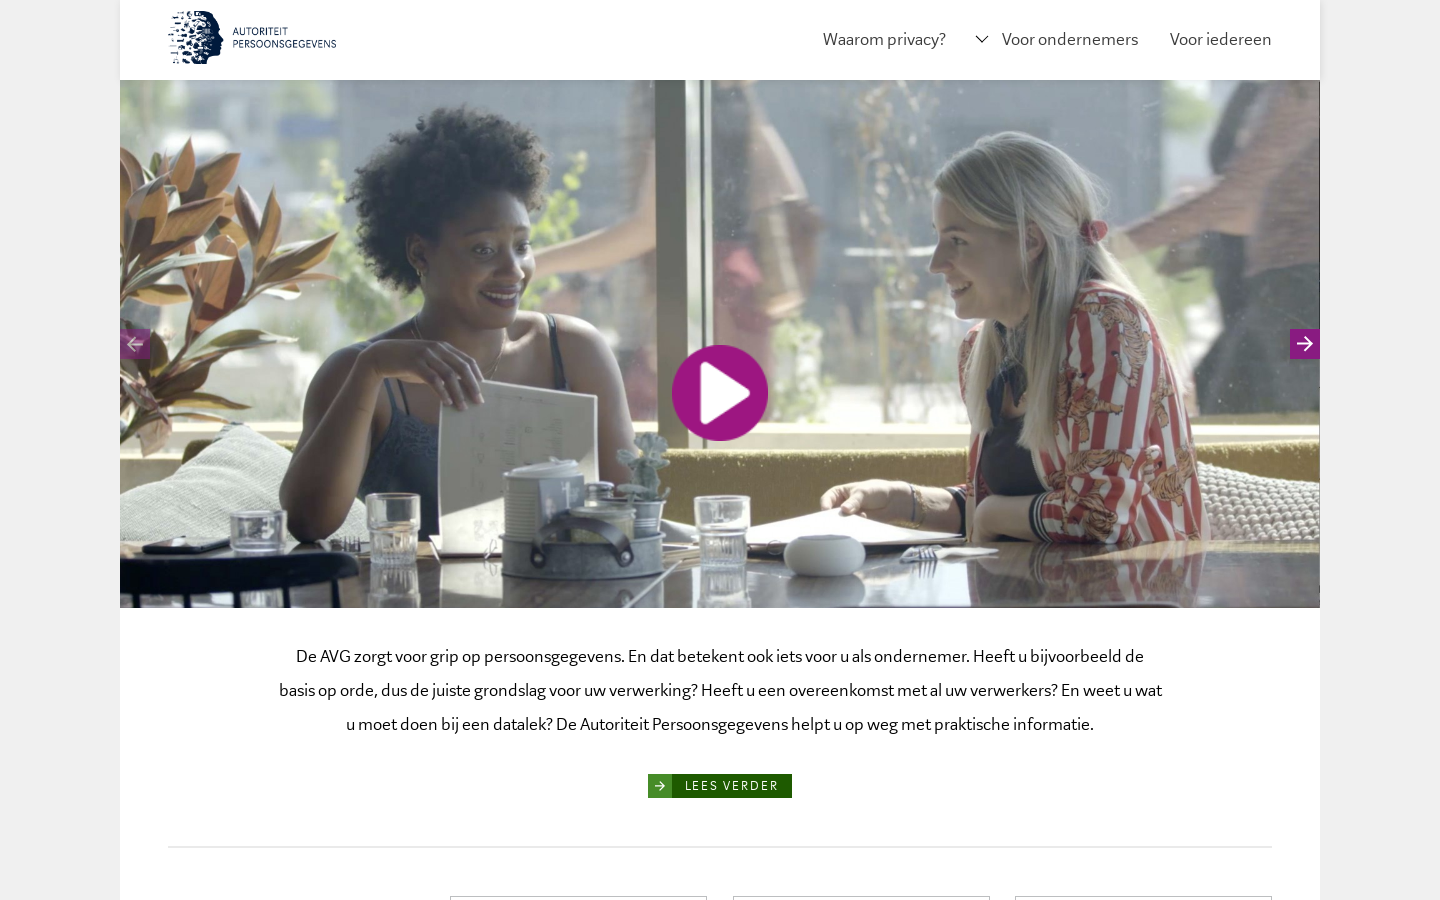 AUTORITEIT
PERSOONSGEGEVENS
Waarom privacy?
Voor ondernemers
Voor iedereen
De AVG zorgt voor grip op persoonsgegevens. En dat betekent ook iets voor u als ondernemer. Heeft u bijvoorbeeld de
basis op orde, dus de juiste grondslag voor uw verwerking? Heeft u een overeenkomst met al uw verwerkers? En weet u wat
u moet doen bij een datalek? De Autoriteit Persoonsgegevens helpt u op weg met praktische informatie.
LEES VERDER